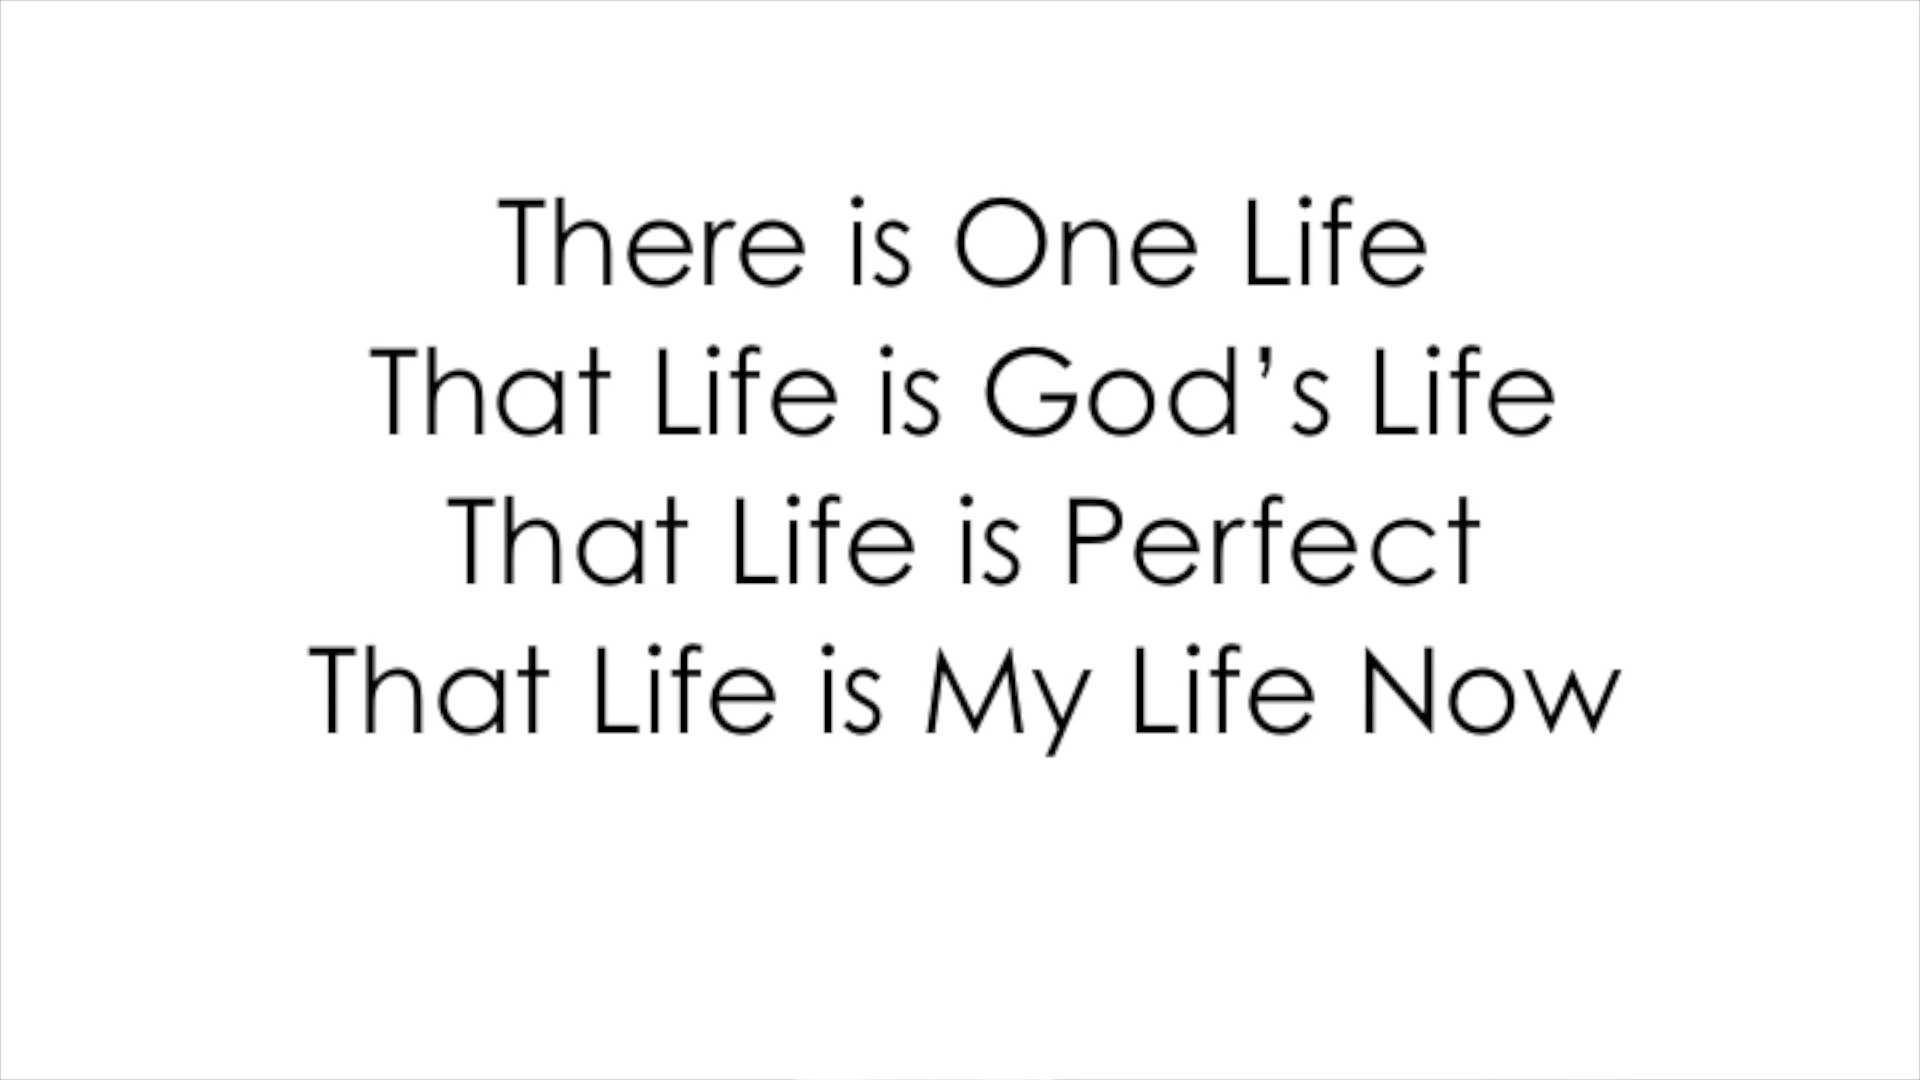 There is One Life
That Life is God’s Life
That Life is Perfect
That Life is My Life Now